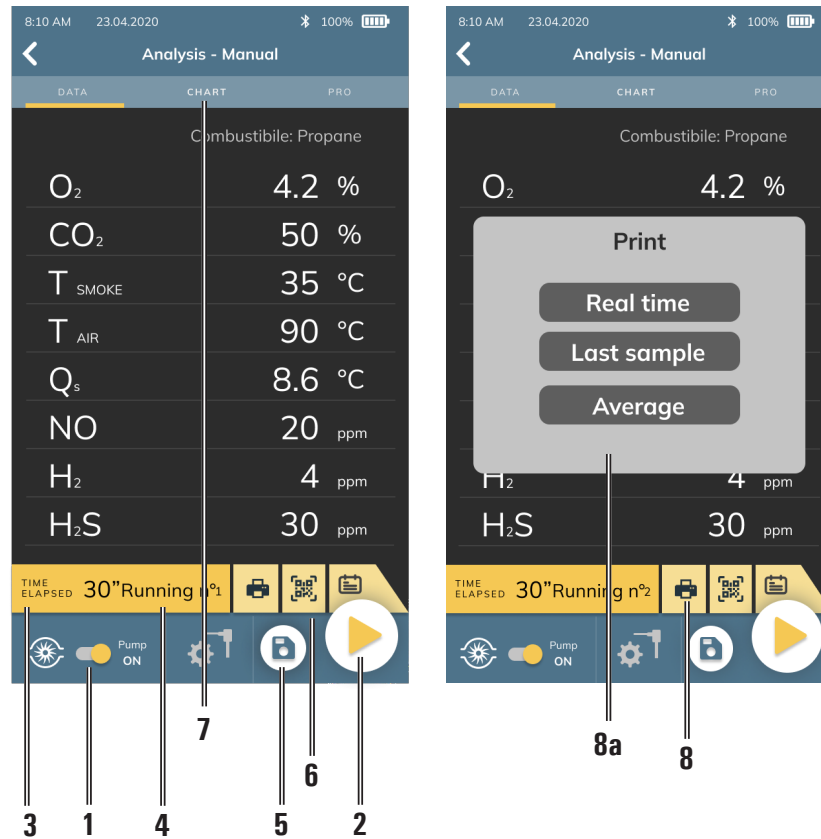 8:10 AM 23.04.2020 100%
Analysis - Manual
DATA CHART PRO
Combustibile: Propane
O₂ 4.2 %
CO₂ 50 %
T SMOKE 35 °C
T AIR 90 °C
Qs 8.6 °C
NO 20 ppm
H₂ 4 ppm
H₂S 30 ppm
TIME ELAPSED 30” Running n°1
Pump ON
7
6
3 1 4 5 2
8:10 AM 23.04.2020 100%
Analysis - Manual
DATA CHART PRO
Combustibile: Propane
O₂ 4.2 %
Print
Real time
Last sample
Average
H₂ 4 ppm
H₂S 30 ppm
TIME ELAPSED 30” Running n°2
Pump ON
8a 8